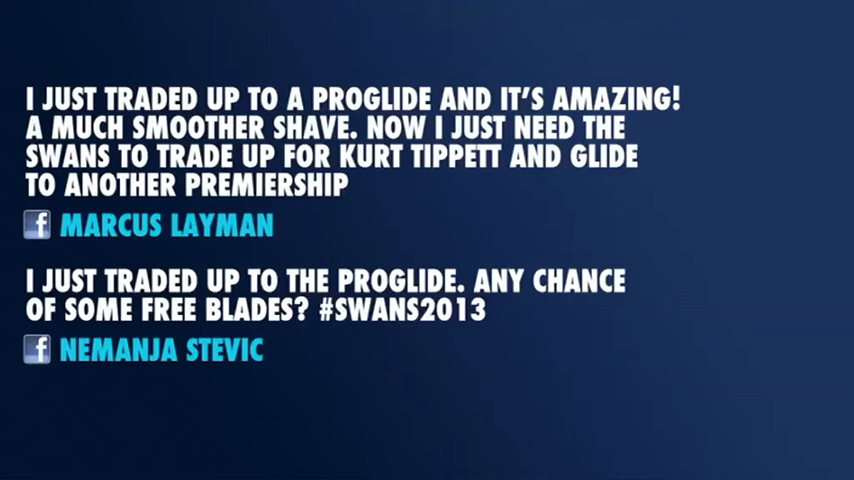 I JUST TRADED UP TO A PROGLIDE AND IT'S AMAZING!
A MUCH SMOOTHER SHAVE. NOW I JUST NEED THE
SWANS TO TRADE UP FOR KURT TIPPETT AND GLIDE
TO ANOTHER PREMIERSHIP
f MARCUS LAYMAN
I JUST TRADED UP TO THE PROGLIDE. ANY CHANCE
OF SOME FREE BLADES? #SWANS2013
f NEMANJA STEVIC